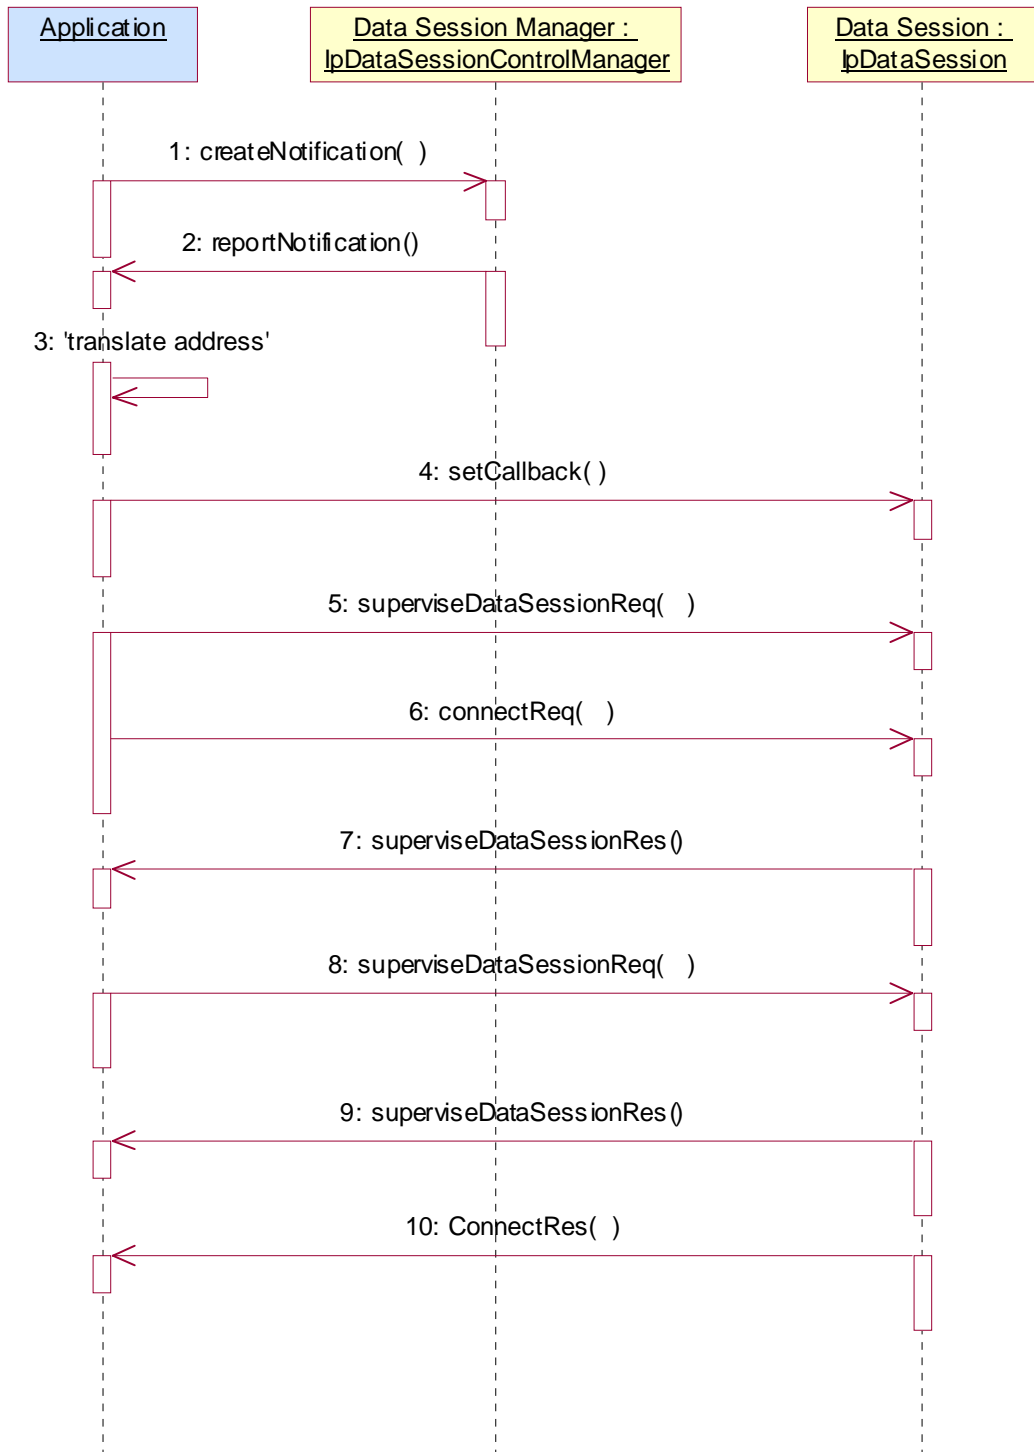 Application
Data Session Manager :
IpDataSessionControlManager
Data Session :
IpDataSession
1: createNotification(  )
2: reportNotification()
3: 'translate address'
4: setCallback( )
5: superviseDataSessionReq(   )
6: connectReq(   )
7: superviseDataSessionRes()
8: superviseDataSessionReq(   )
9: superviseDataSessionRes()
10: ConnectRes(  )